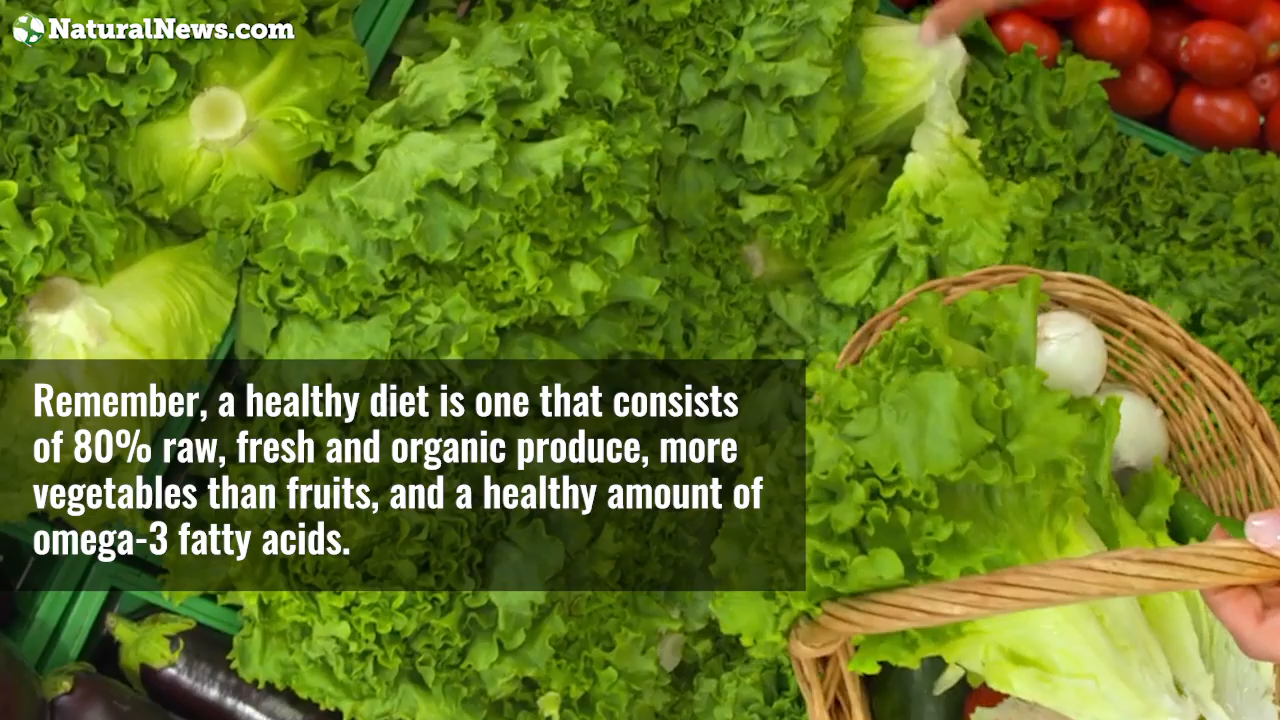 NaturalNews.com
Remember, a healthy diet is one that consists
of 80% raw, fresh and organic produce, more
vegetables than fruits, and a healthy amount of
omega-3 fatty acids.